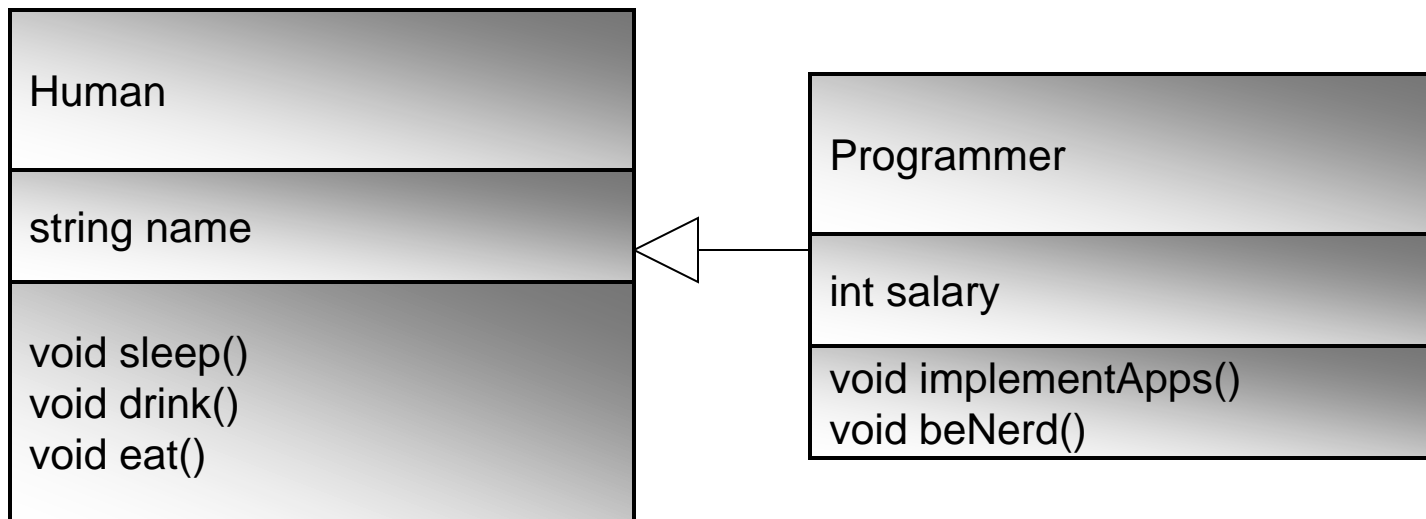 Human
string name
void sleep()
void drink()
void eat()
Programmer
int salary
void implementApps()
void beNerd()